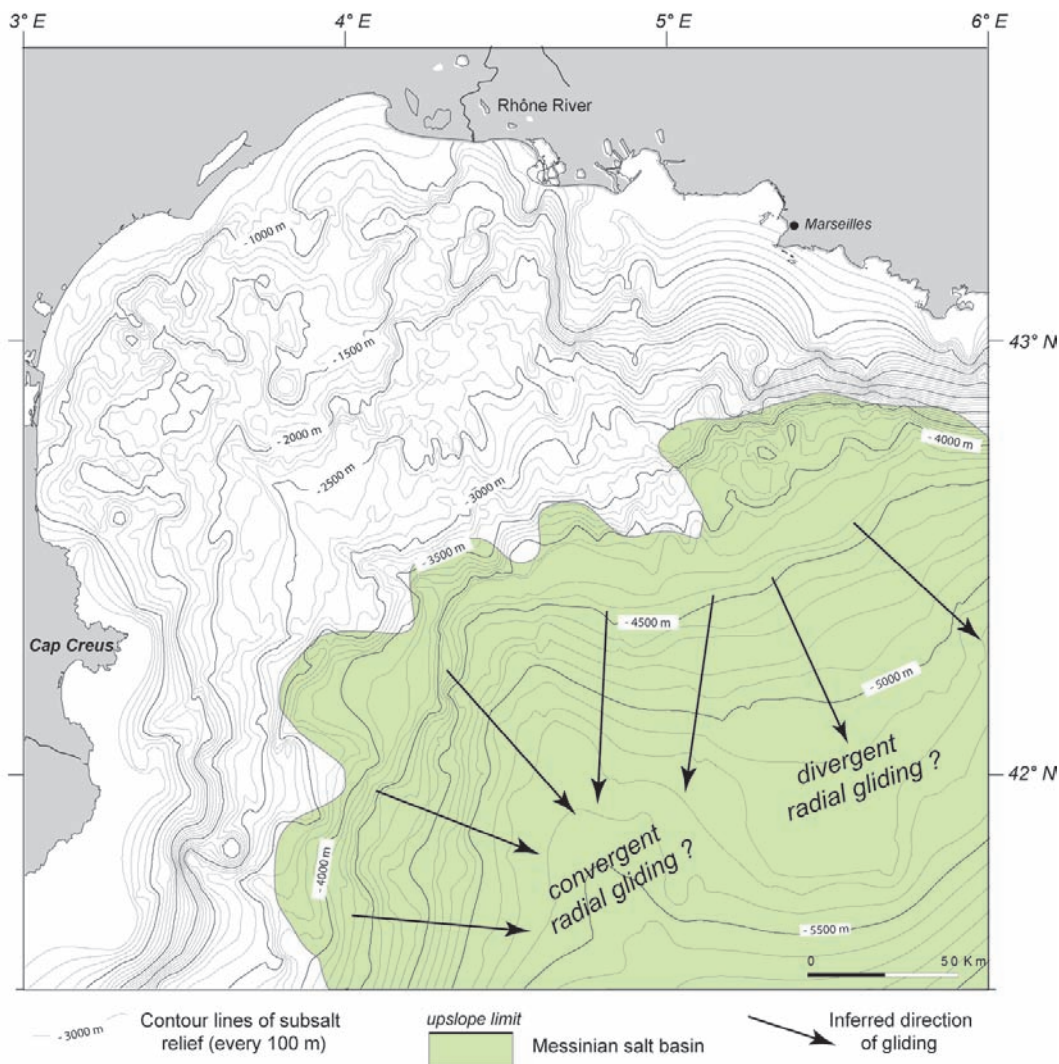 3° E
4° E
5° E
6° E
Rhône River
Marseilles
- 1000 m
43° N
- 1500 m
- 2000 m
- 4000 m
- 2500 m
- 3000 m
- 3500 m
- 4500 m
Cap Creus
- 5000 m
42° N
divergent
radial gliding ?
convergent
radial gliding ?
- 4000 m
- 5500 m
0 50 Km
- 3000 m
Contour lines of subsalt
relief (every 100 m)
upslope limit
Messinian salt basin
Inferred direction
of gliding